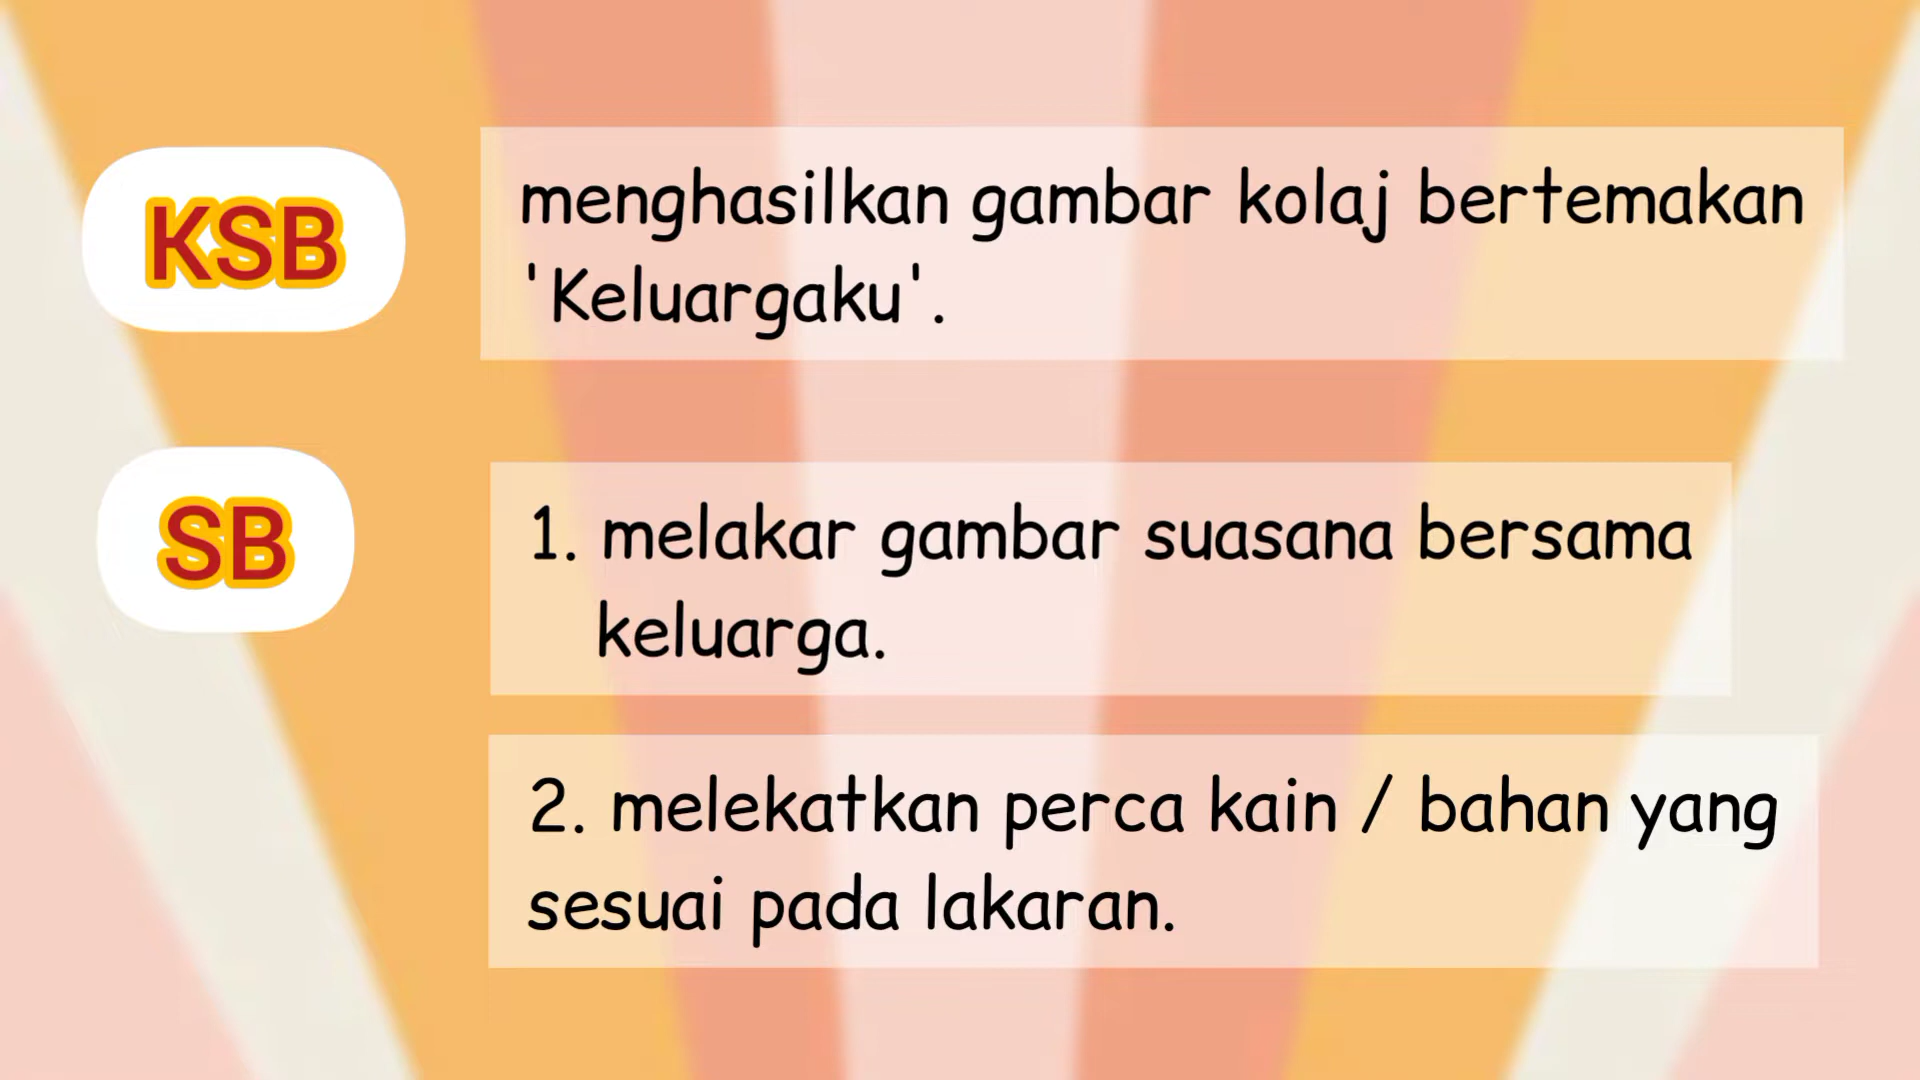 KSB
menghasilkan gambar kolaj bertemakan
'Keluargaku'.
SB
1. melakar gambar suasana bersama
keluarga.
2. melekatkan perca kain / bahan yang
sesuai pada lakaran.